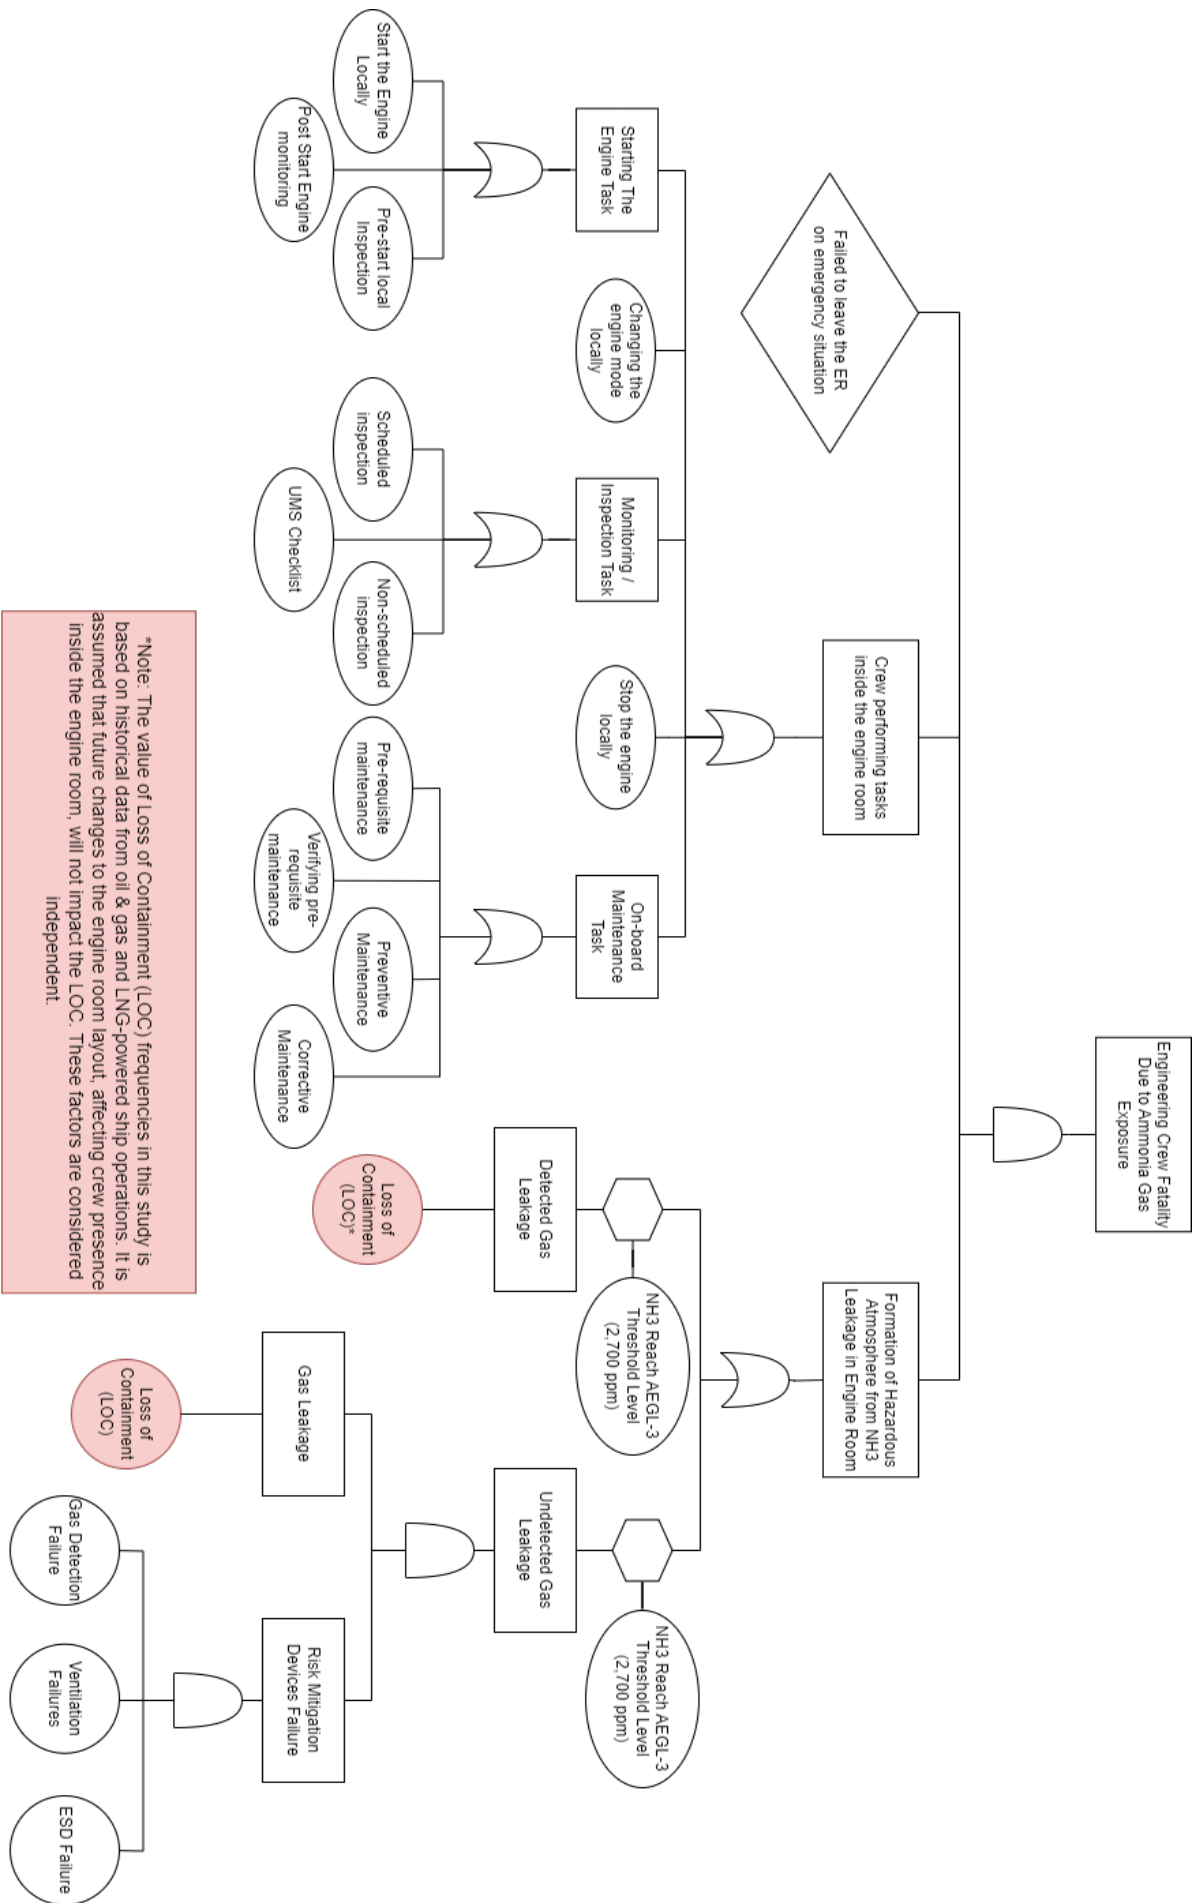 Engineering Crew Fatality
Due to Ammonia Gas
Exposure
Failed to leave the ER
on emergency situation
Crew performing tasks
inside the engine room
Formation of Hazardous
Atmosphere from NH3
Leakage in Engine Room
Starting The
Engine Task
Changing the
engine mode
locally
Monitoring /
Inspection Task
Stop the engine
locally
On-board
Maintenance
Task
NH3 Reach AEGL-3
Threshold Level
(2,700 ppm)
NH3 Reach AEGL-3
Threshold Level
(2,700 ppm)
Detected Gas
Leakage
Undetected Gas
Leakage
Start the Engine
Locally
Post Start Engine
monitoring
Pre-start local
Inspection
Scheduled
inspection
UMS Checklist
Non-scheduled
inspection
Pre-requisite
maintenance
Verifying pre-
requisite
maintenance
Preventive
Maintenance
Corrective
Maintenance
Loss of
Containment
(LOC)*
Gas Leakage
Risk Mitigation
Devices Failure
Loss of
Containment
(LOC)
Gas Detection
Failure
Ventilation
Failures
ESD Failure
*Note: The value of Loss of Containment (LOC) frequencies in this study is
based on historical data from oil & gas and LNG-powered ship operations. It is
assumed that future changes to the engine room layout, affecting crew presence
inside the engine room, will not impact the LOC. These factors are considered
independent.